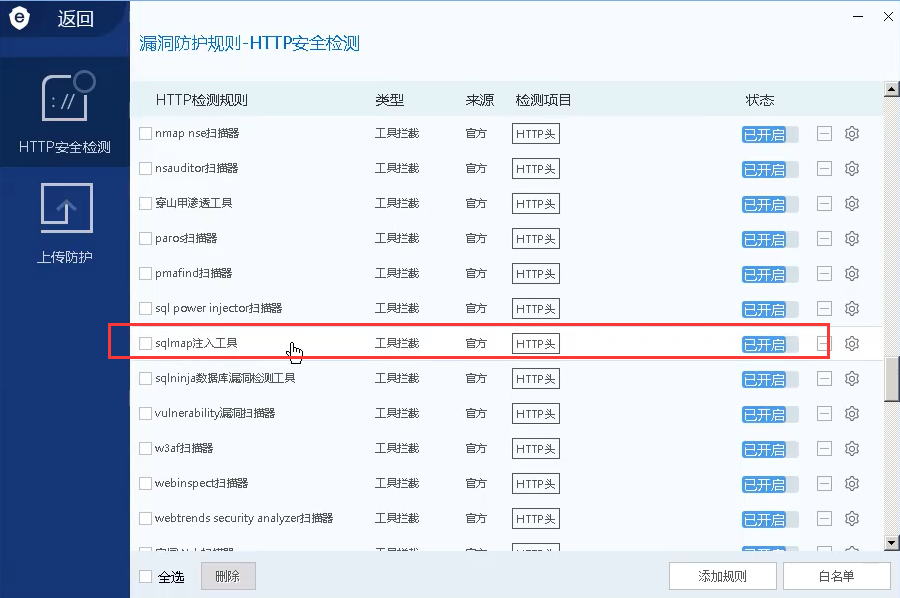 返回
漏洞防护规则-HTTP安全检测
HTTP安全检测
上传防护
HTTP检测规则 类型 来源 检测项目 状态
nmap nse扫描器 工具拦截 官方 HTTP头 已开启
nsauditor扫描器 工具拦截 官方 HTTP头 已开启
穿山甲渗透工具 工具拦截 官方 HTTP头 已开启
paros扫描器 工具拦截 官方 HTTP头 已开启
pmafind扫描器 工具拦截 官方 HTTP头 已开启
sql power injector扫描器 工具拦截 官方 HTTP头 已开启
sqlmap注入工具 工具拦截 官方 HTTP头 已开启
sqlninja数据库漏洞检测工具 工具拦截 官方 HTTP头 已开启
vulnerability漏洞扫描器 工具拦截 官方 HTTP头 已开启
w3af扫描器 工具拦截 官方 HTTP头 已开启
webinspect扫描器 工具拦截 官方 HTTP头 已开启
webtrends security analyzer扫描器 工具拦截 官方 HTTP头 已开启
全选 删除 添加规则 白名单